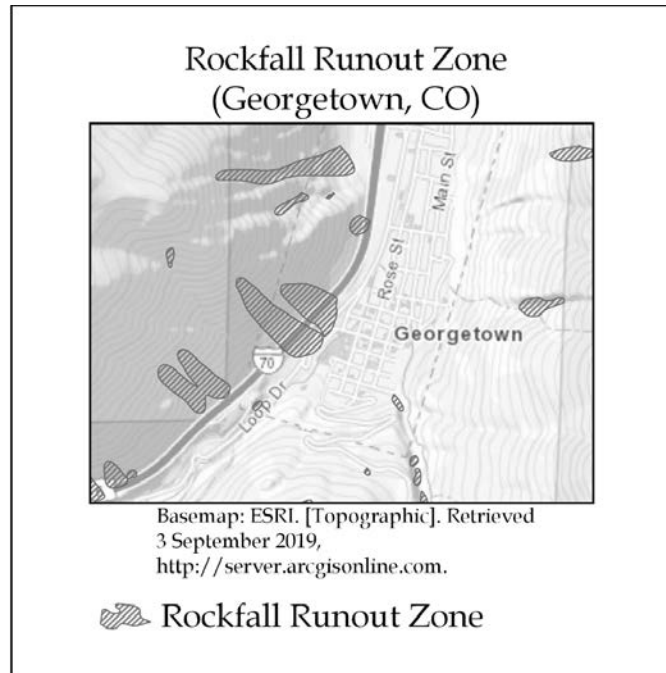 Rockfall Runout Zone
(Georgetown, CO)
Main St
Rose St
Georgetown
70
Loop Dr
Basemap: ESRI. [Topographic]. Retrieved
3 September 2019,
http://server.arcgisonline.com.
Rockfall Runout Zone